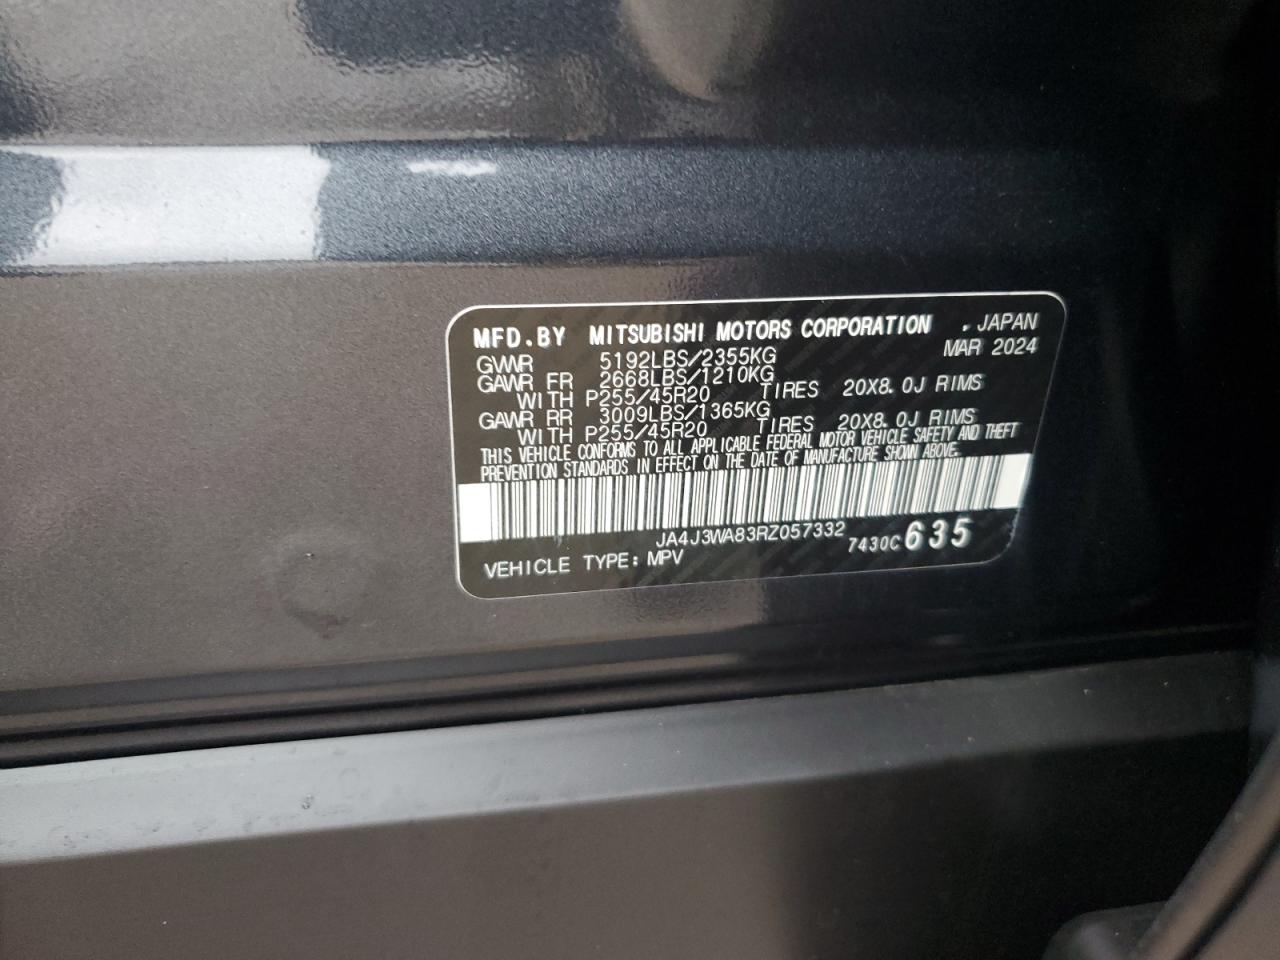 MFD.BY MITSUBISHI MOTORS CORPORATION . JAPAN
MAR 2024
GVWR 5192LBS/2355KG
GAWR FR 2668LBS/1210KG
WITH P255/45R20 TIRES 20X8.0J RIMS
GAWR RR 3009LBS/1365KG
WITH P255/45R20 TIRES 20X8.0J RIMS
THIS VEHICLE CONFORMS TO ALL APPLICABLE FEDERAL MOTOR VEHICLE SAFETY AND THEFT
PREVENTION STANDARDS IN EFFECT ON THE DATE OF MANUFACTURE SHOWN ABOVE.
JA4J3WA83RZ057332
7430C 635
VEHICLE TYPE: MPV